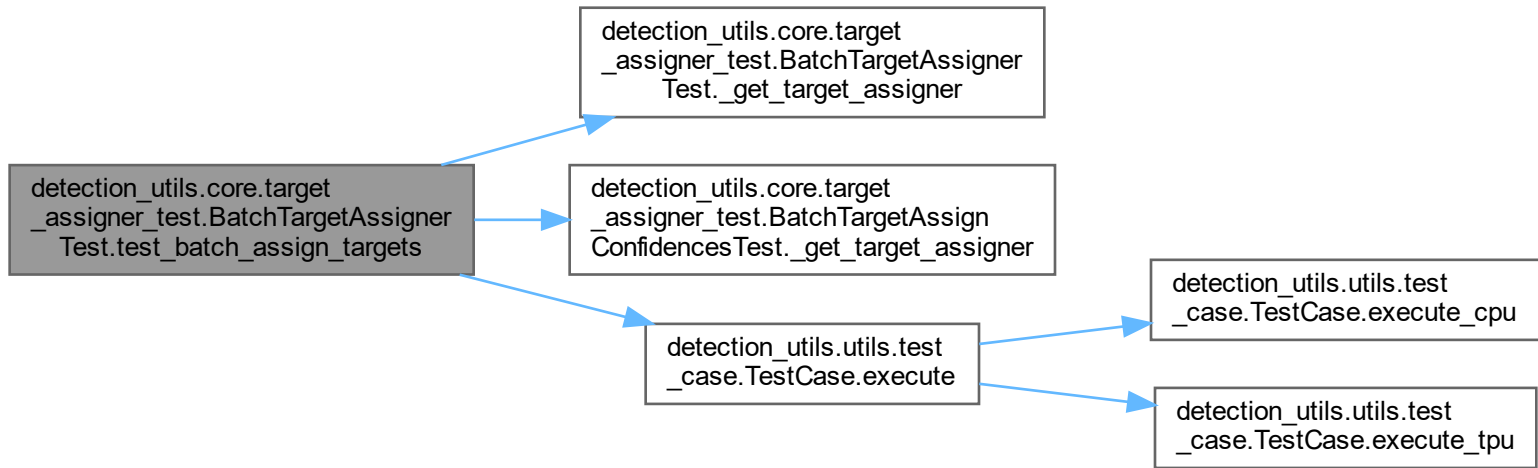 detection_utils.core.target
_assigner_test.BatchTargetAssigner
Test._get_target_assigner
detection_utils.core.target
_assigner_test.BatchTargetAssigner
Test.test_batch_assign_targets
detection_utils.core.target
_assigner_test.BatchTargetAssign
ConfidencesTest._get_target_assigner
detection_utils.utils.test
_case.TestCase.execute
detection_utils.utils.test
_case.TestCase.execute_cpu
detection_utils.utils.test
_case.TestCase.execute_tpu